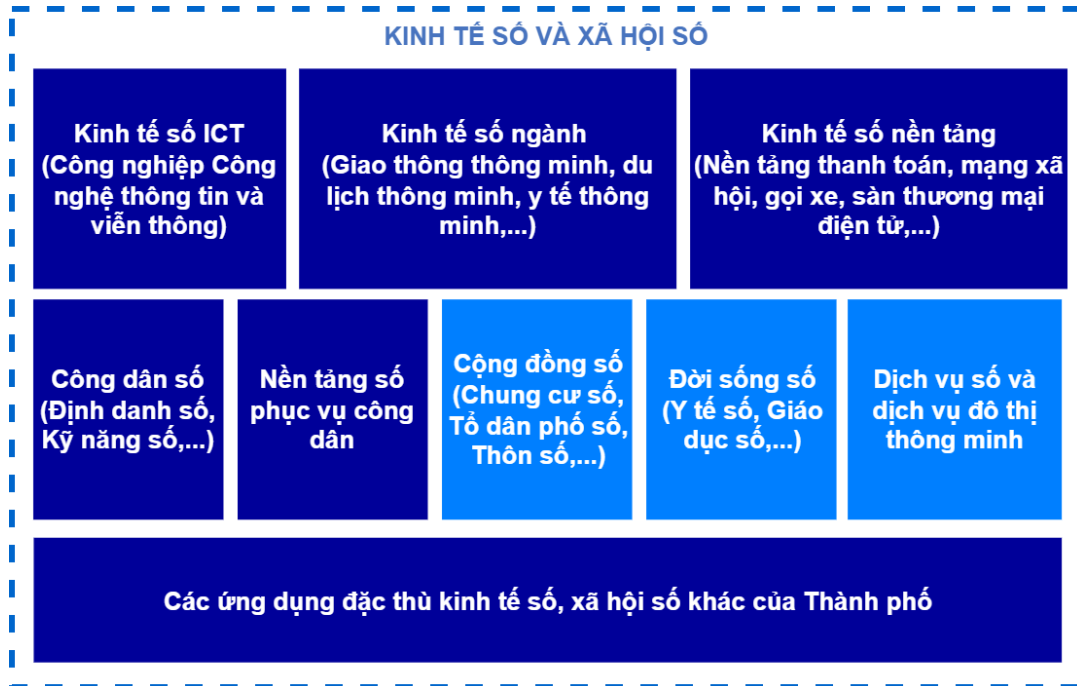 KINH TẾ SỐ VÀ XÃ HỘI SỐ
Kinh tế số ICT
(Công nghiệp Công
nghệ thông tin và
viễn thông)
Kinh tế số ngành
(Giao thông thông minh, du
lịch thông minh, y tế thông
minh,...)
Kinh tế số nền tảng
(Nền tảng thanh toán, mạng xã
hội, gọi xe, sàn thương mại
điện tử,...)
Công dân số
(Định danh số,
Kỹ năng số,...)
Nền tảng số
phục vụ công
dân
Cộng đồng số
(Chung cư số,
Tổ dân phố số,
Thôn số,...)
Đời sống số
(Y tế số, Giáo
dục số,...)
Dịch vụ số và
dịch vụ đô thị
thông minh
Các ứng dụng đặc thù kinh tế số, xã hội số khác của Thành phố